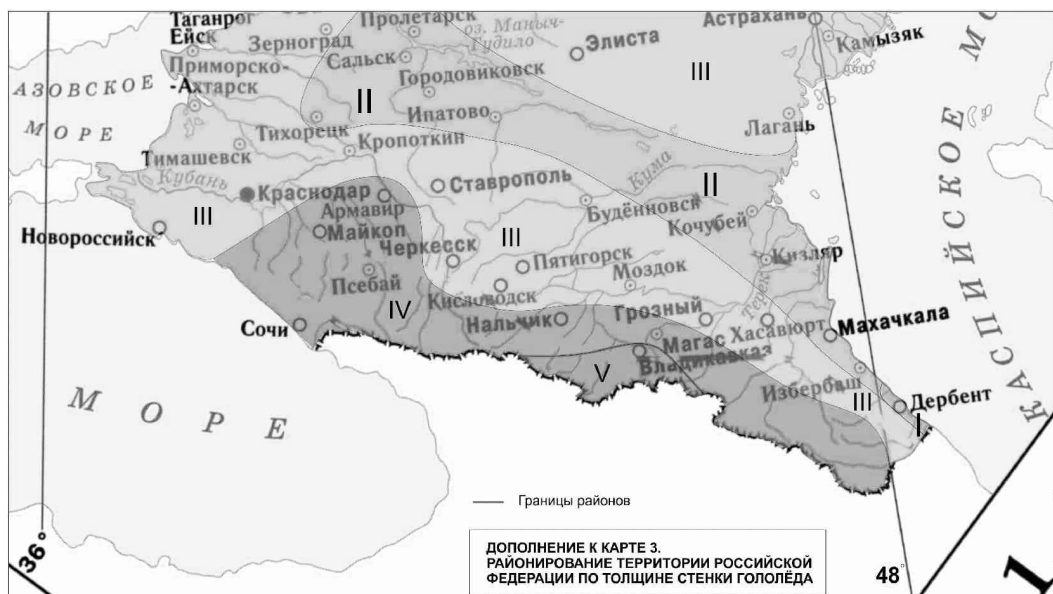 Таганрог
Ейск
Зерноград
Пролетарск
оз. Маныч-
Гудило
Сальск
Элиста
Астрахань
Камызяк
III
АЗОВСКОЕ
МОРЕ
Приморско-
-Ахтарск
Городовиковск
II
Ипатово
Тихорецк
Кропоткин
Лагань
Тимашевск
Кубань
Краснодар
Ставрополь
Кума
II
III
Армавир
Майкоп
Будённовск
Кочубей
Новороссийск
Черкесск
III
Пятигорск
Кизляр
Псебай
Моздок
Терек
IV
Кисловодск
Сочи
Нальчик
Грозный
Магас
Хасавюрт
Махачкала
V
Владикавказ
Избербаш
III
Дербент
I
МОРЕ
КАСПИЙСКОЕ
МО
Границы районов
ДОПОЛНЕНИЕ К КАРТЕ 3.
РАЙОНИРОВАНИЕ ТЕРРИТОРИИ РОССИЙСКОЙ
ФЕДЕРАЦИИ ПО ТОЛЩИНЕ СТЕНКИ ГОЛОЛЁДА
36°
48°
1